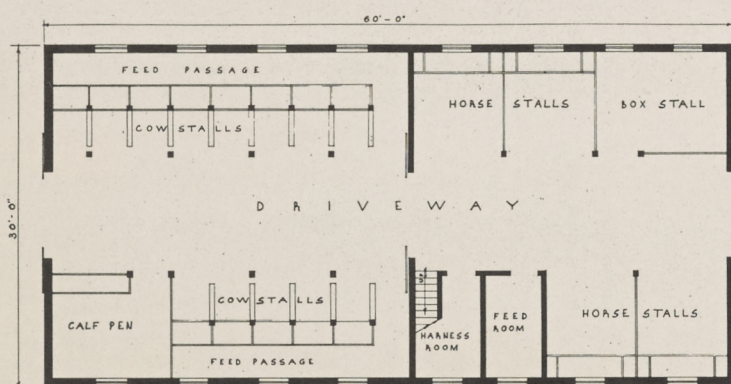 60'-0"
FEED PASSAGE
COW STALLS
HORSE STALLS
BOX STALL
30'-0"
DRIVEWAY
COW STALLS
CALF PEN
FEED PASSAGE
HARNESS
ROOM
FEED
ROOM
HORSE STALLS